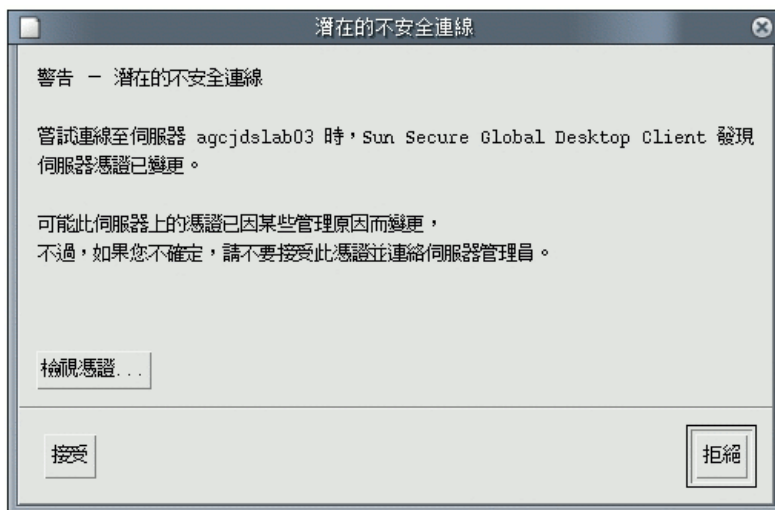 潛在的不安全連線
警告 － 潛在的不安全連線
嘗試連線至伺服器 agcjdslab03 時，Sun Secure Global Desktop Client 發現
伺服器憑證已變更。
可能此伺服器上的憑證已因某些管理原因而變更，
不過，如果您不確定，請不要接受此憑證並連絡伺服器管理員。
檢視憑證...
接受
拒絕